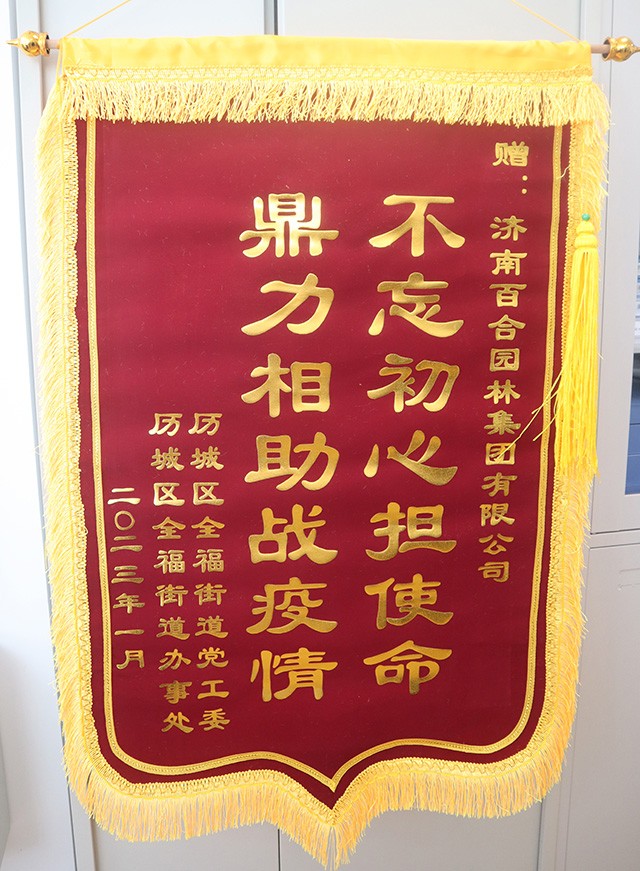 赠：济南百合园林集团有限公司
不忘初心担使命
鼎力相助战疫情
历城区全福街道党工委
历城区全福街道办事处
二〇二三年一月